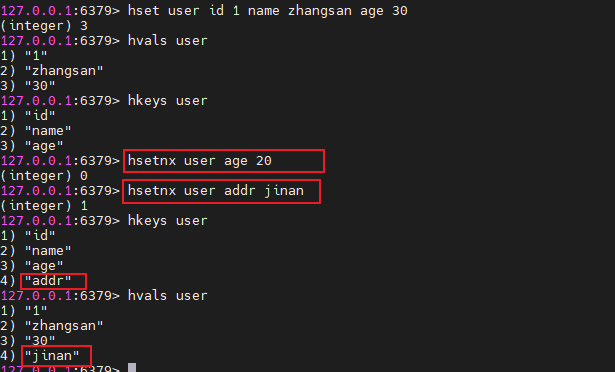 127.0.0.1:6379> hset user id 1 name zhangsan age 30
(integer) 3
127.0.0.1:6379> hvals user
1) "1"
2) "zhangsan"
3) "30"
127.0.0.1:6379> hkeys user
1) "id"
2) "name"
3) "age"
127.0.0.1:6379> hsetnx user age 20
(integer) 0
127.0.0.1:6379> hsetnx user addr jinan
(integer) 1
127.0.0.1:6379> hkeys user
1) "id"
2) "name"
3) "age"
4) "addr"
127.0.0.1:6379> hvals user
1) "1"
2) "zhangsan"
3) "30"
4) "jinan"
127.0.0.1:6379>